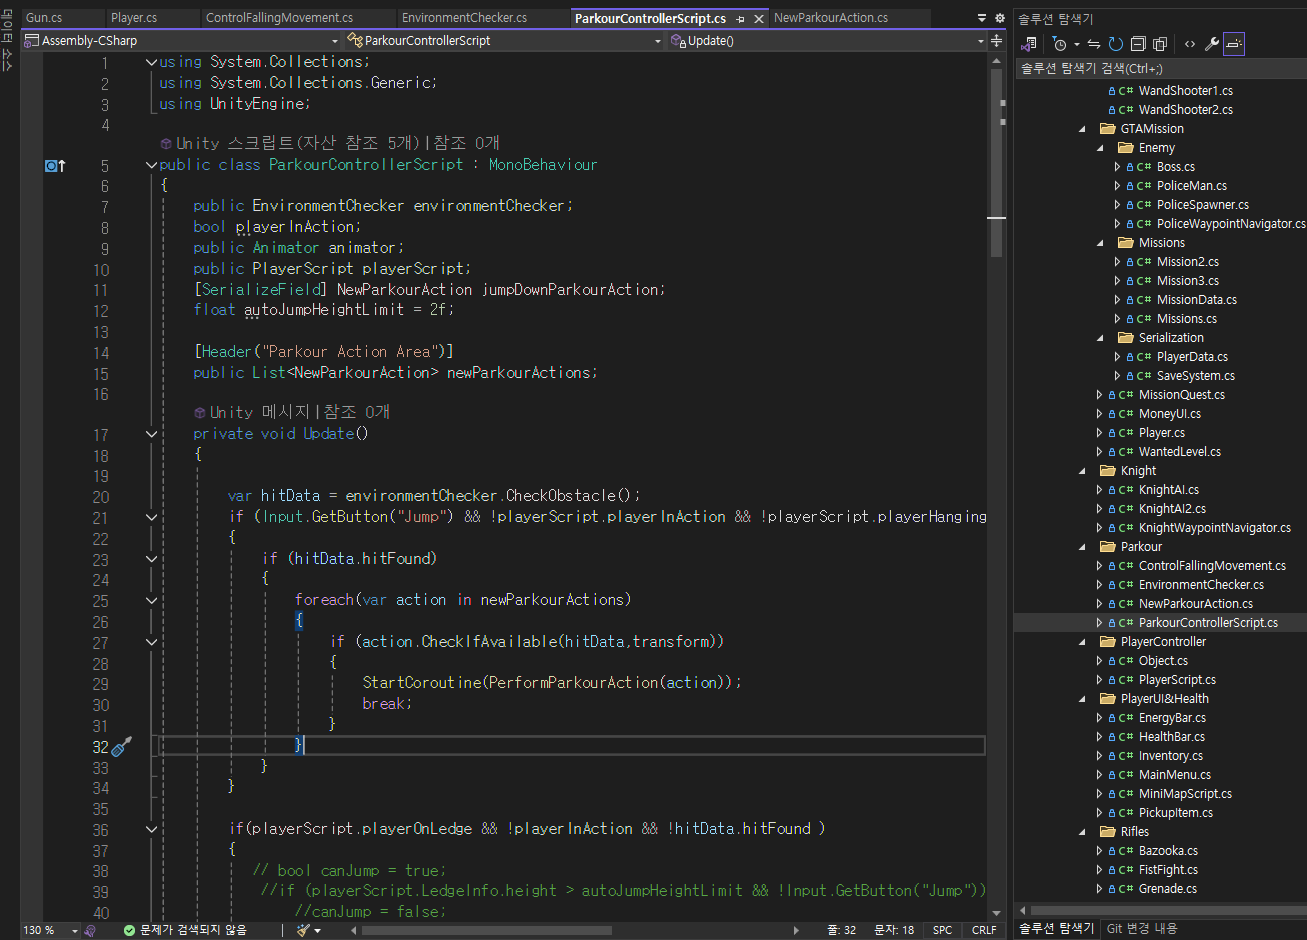 데이터 소스
Gun.cs
Player.cs
ControlFallingMovement.cs
EnvironmentChecker.cs
ParkourControllerScript.cs
NewParkourAction.cs
Assembly-CSharp
ParkourControllerScript
Update()
1 using System.Collections;
2 using System.Collections.Generic;
3 using UnityEngine;
4
Unity 스크립트(자산 참조 5개)|참조 0개
5 public class ParkourControllerScript : MonoBehaviour
6 {
7 public EnvironmentChecker environmentChecker;
8 bool playerInAction;
9 public Animator animator;
10 public PlayerScript playerScript;
11 [SerializeField] NewParkourAction jumpDownParkourAction;
12 float autoJumpHeightLimit = 2f;
13
14 [Header("Parkour Action Area")]
15 public List<NewParkourAction> newParkourActions;
16
Unity 메시지|참조 0개
17 private void Update()
18 {
19
20 var hitData = environmentChecker.CheckObstacle();
21 if (Input.GetButton("Jump") && !playerScript.playerInAction && !playerScript.playerHanging
22 {
23 if (hitData.hitFound)
24 {
25 foreach(var action in newParkourActions)
26 {
27 if (action.CheckIfAvailable(hitData,transform))
28 {
29 StartCoroutine(PerformParkourAction(action));
30 break;
31 }
32 }
33 }
34 }
35
36 if(playerScript.playerOnLedge && !playerInAction && !hitData.hitFound )
37 {
38 // bool canJump = true;
39 //if (playerScript.LedgeInfo.height > autoJumpHeightLimit && !Input.GetButton("Jump"))
40 //canJump = false;
130 %
문제가 검색되지 않음
줄: 32
문자: 18
SPC
CRLF
솔루션 탐색기
솔루션 탐색기 검색(Ctrl+;)
C# WandShooter1.cs
C# WandShooter2.cs
GTAMission
Enemy
C# Boss.cs
C# PoliceMan.cs
C# PoliceSpawner.cs
C# PoliceWaypointNavigator.cs
Missions
C# Mission2.cs
C# Mission3.cs
C# MissionData.cs
C# Missions.cs
Serialization
C# PlayerData.cs
C# SaveSystem.cs
C# MissionQuest.cs
C# MoneyUI.cs
C# Player.cs
C# WantedLevel.cs
Knight
C# KnightAI.cs
C# KnightAI2.cs
C# KnightWaypointNavigator.cs
Parkour
C# ControlFallingMovement.cs
C# EnvironmentChecker.cs
C# NewParkourAction.cs
C# ParkourControllerScript.cs
PlayerController
C# Object.cs
C# PlayerScript.cs
PlayerUI&Health
C# EnergyBar.cs
C# HealthBar.cs
C# Inventory.cs
C# MainMenu.cs
C# MiniMapScript.cs
C# PickupItem.cs
Rifles
C# Bazooka.cs
C# FistFight.cs
C# Grenade.cs
솔루션 탐색기
Git 변경 내용